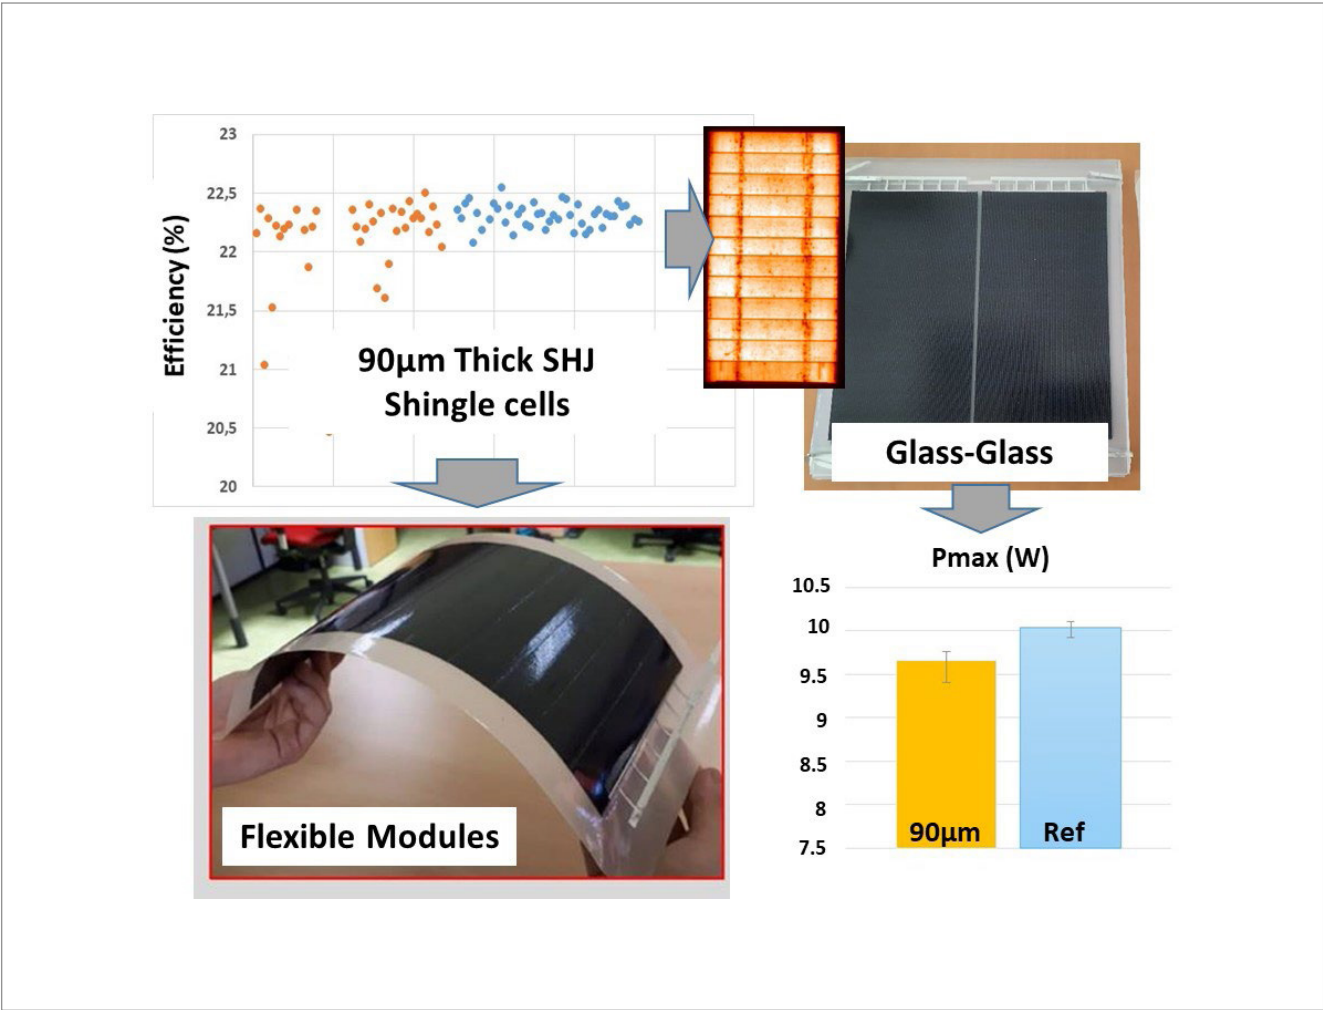 23
22,5
22
21,5
21
20,5
20
Efficiency (%)
90µm Thick SHJ
Shingle cells
Glass-Glass
Flexible Modules
Pmax (W)
10.5
10
9.5
9
8.5
8
7.5
90µm
Ref